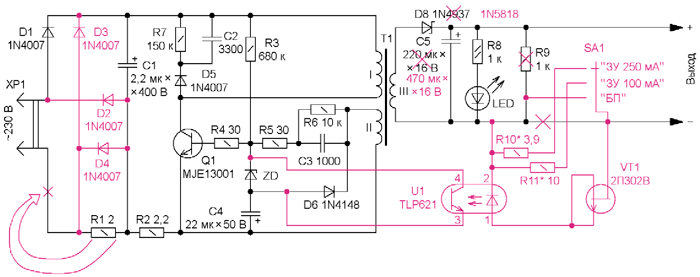 D8 1N4937
1N5818
D1
1N4007
D3
1N4007
C1
2,2 мк×
×400 В
R7
150 к
C2
3300
R3
680 к
T1
C5
220 мк×
×16 В
470 мк×
×16 В
R8
1 к
R9
1 к
SA1
"ЗУ 250 мА"
"ЗУ 100 мА"
"БП"
+
Выход
−
D5
1N4007
I
II
III
LED
XP1
~230 В
D2
1N4007
D4
1N4007
R6 10 к
R4 30
R5 30
C3 1000
Q1
MJE13001
ZD
D6 1N4148
C4
22 мк×50 В
R10* 3,9
R11* 10
U1
TLP621
4
2
3
1
VT1
2П302В
R1 2
R2 2,2